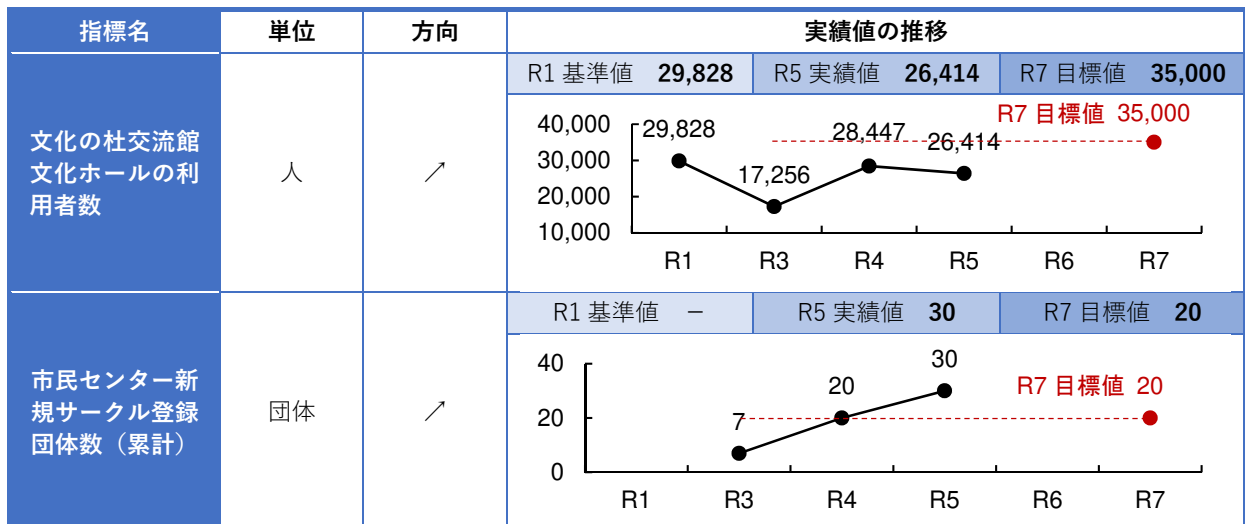 指標名 単位 方向 実績値の推移
文化の杜交流館
文化ホールの利
用者数
人
↗
R1 基準値 29,828 R5 実績値 26,414 R7 目標値 35,000
R7 目標値 35,000
40,000
30,000
20,000
10,000
29,828
17,256
28,447
26,414
R1 R3 R4 R5 R6 R7
市民センター新
規サークル登録
団体数（累計）
団体
↗
R1 基準値 － R5 実績値 30 R7 目標値 20
R7 目標値 20
40
20
0
7
20
30
R1 R3 R4 R5 R6 R7